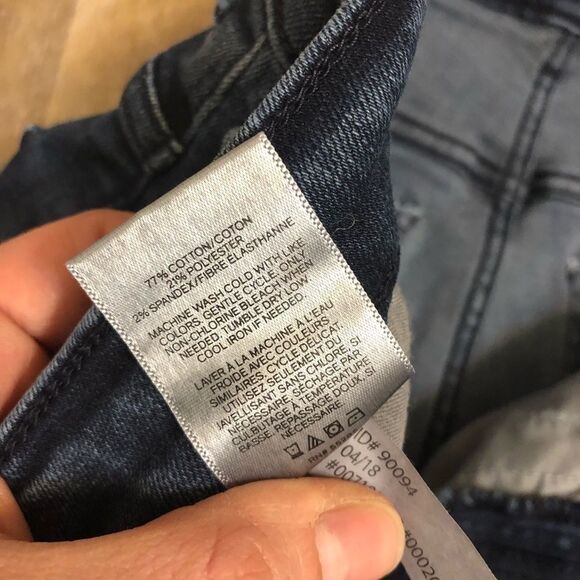 77% COTTON/COTON
21% POLYESTER
2% SPANDEX/FIBRE ÉLASTHANNE
MACHINE WASH COLD WITH LIKE
COLORS, GENTLE CYCLE, ONLY
NON-CHLORINE BLEACH WHEN
NEEDED. TUMBLE DRY LOW
COOL IRON IF NEEDED.
LAVER À LA MACHINE À L'EAU
FROIDE AVEC COULEURS
SIMILAIRES, CYCLE DÉLICAT.
UTILISEZ SEULEMENT DU
JAVELLISANT SANS CHLORE, SI
NÉCESSAIRE. SÉCHAGE PAR
CULBUTAGE - TEMPÉRATURE
BASSE. REPASSAGE DOUX, SI
NÉCESSAIRE
RN#
ID# 90094
04/18